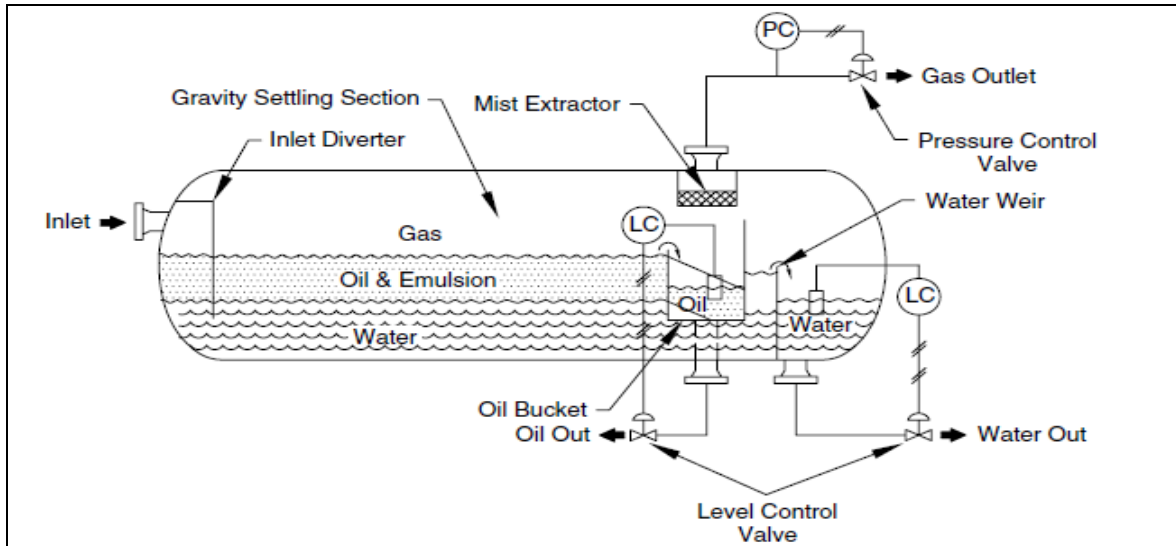 PC
Gas Outlet
Gravity Settling Section
Mist Extractor
Inlet Diverter
Pressure Control
Valve
Water Weir
Inlet
LC
Gas
Oil & Emulsion
LC
Oil
Water
Water
Oil Bucket
Oil Out
Water Out
Level Control
Valve